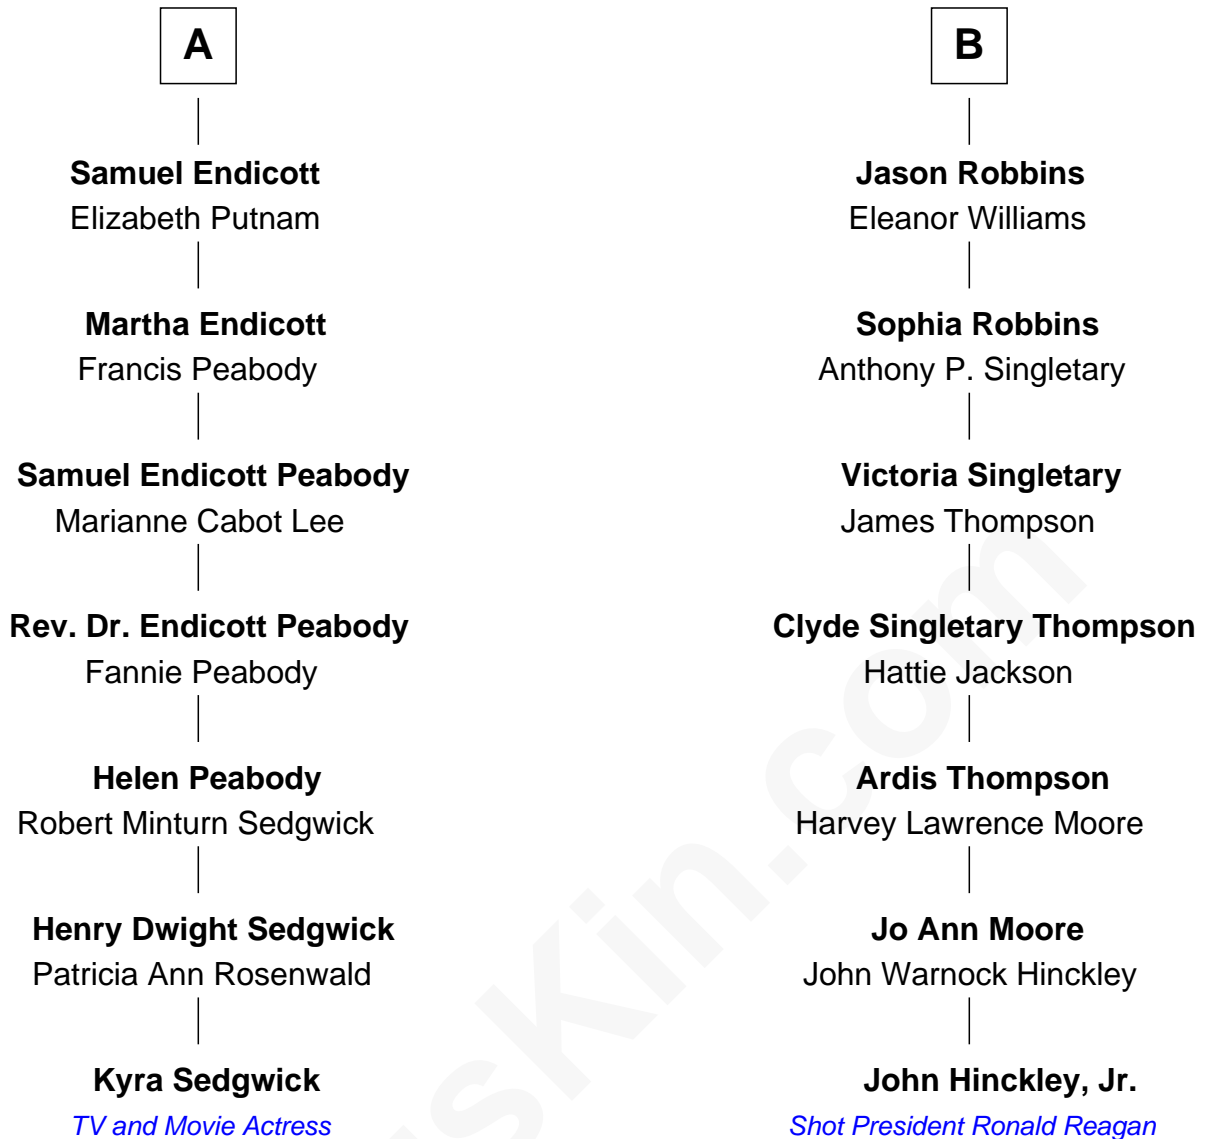 A
B
Samuel Endicott
Elizabeth Putnam
Jason Robbins
Eleanor Williams
Martha Endicott
Francis Peabody
Sophia Robbins
Anthony P. Singletary
Samuel Endicott Peabody
Marianne Cabot Lee
Victoria Singletary
James Thompson
Rev. Dr. Endicott Peabody
Fannie Peabody
Clyde Singletary Thompson
Hattie Jackson
Helen Peabody
Robert Minturn Sedgwick
Ardis Thompson
Harvey Lawrence Moore
Henry Dwight Sedgwick
Patricia Ann Rosenwald
Jo Ann Moore
John Warnock Hinckley
Kyra Sedgwick
TV and Movie Actress
John Hinckley, Jr.
Shot President Ronald Reagan
sKin.com